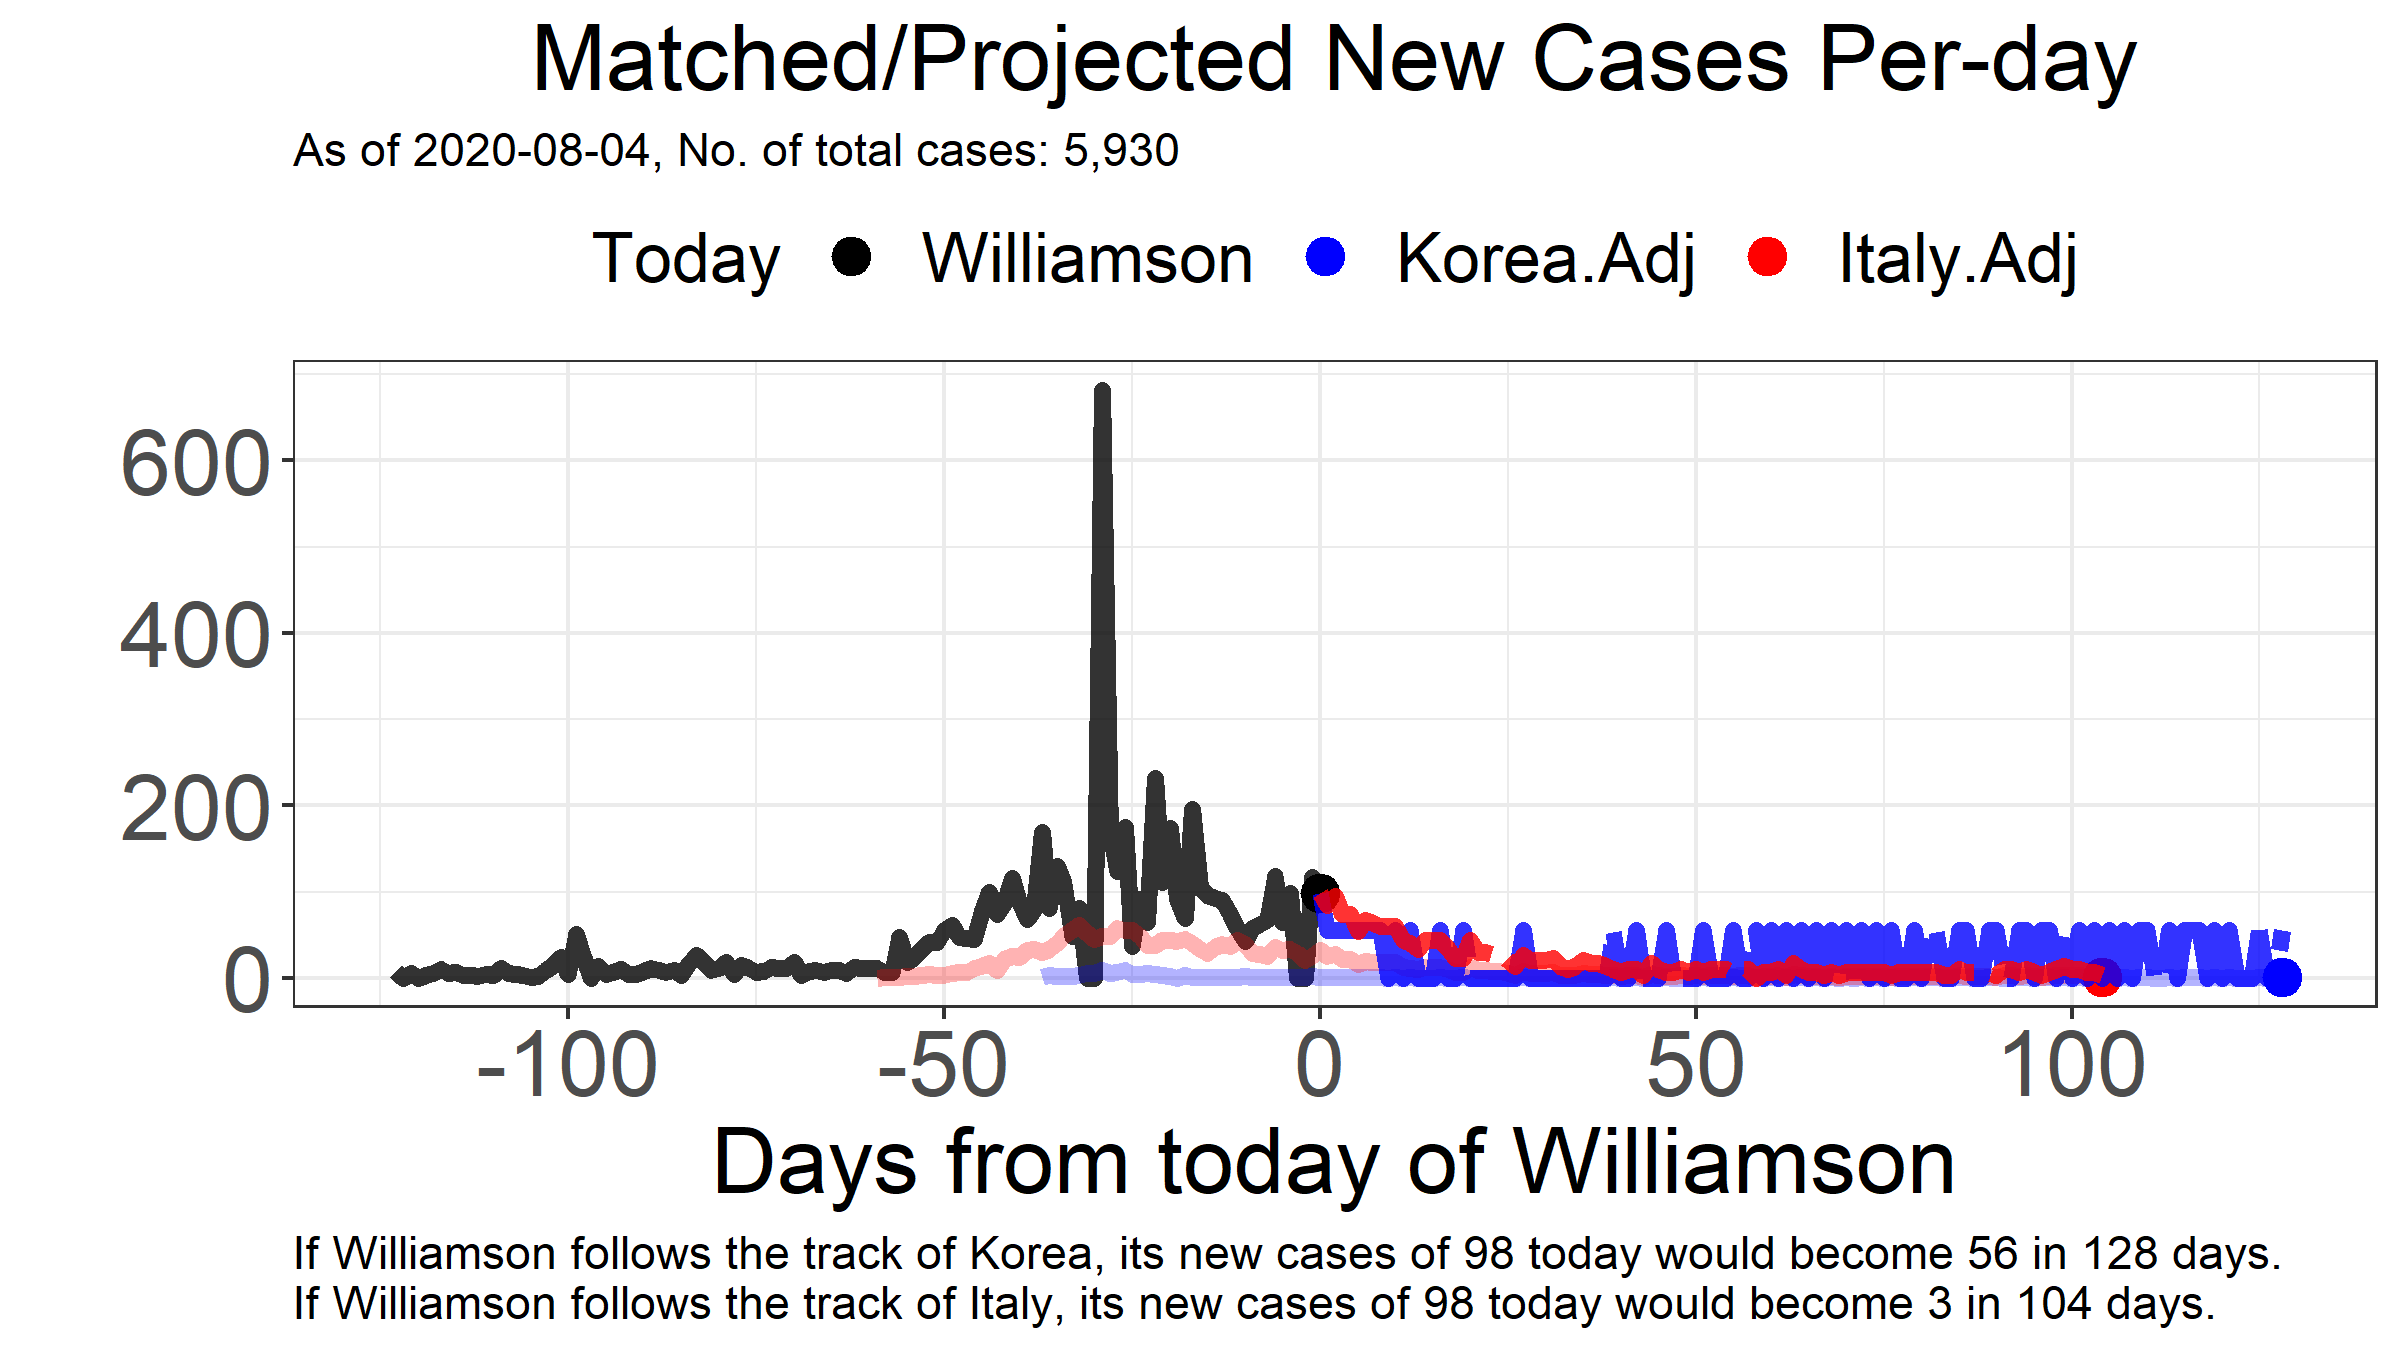 Matched/Projected New Cases Per-day
As of 2020-08-04, No. of total cases: 5,930
Today Williamson Korea.Adj Italy.Adj
600
400
200
0
-100 -50 0 50 100
Days from today of Williamson
If Williamson follows the track of Korea, its new cases of 98 today would become 56 in 128 days.
If Williamson follows the track of Italy, its new cases of 98 today would become 3 in 104 days.